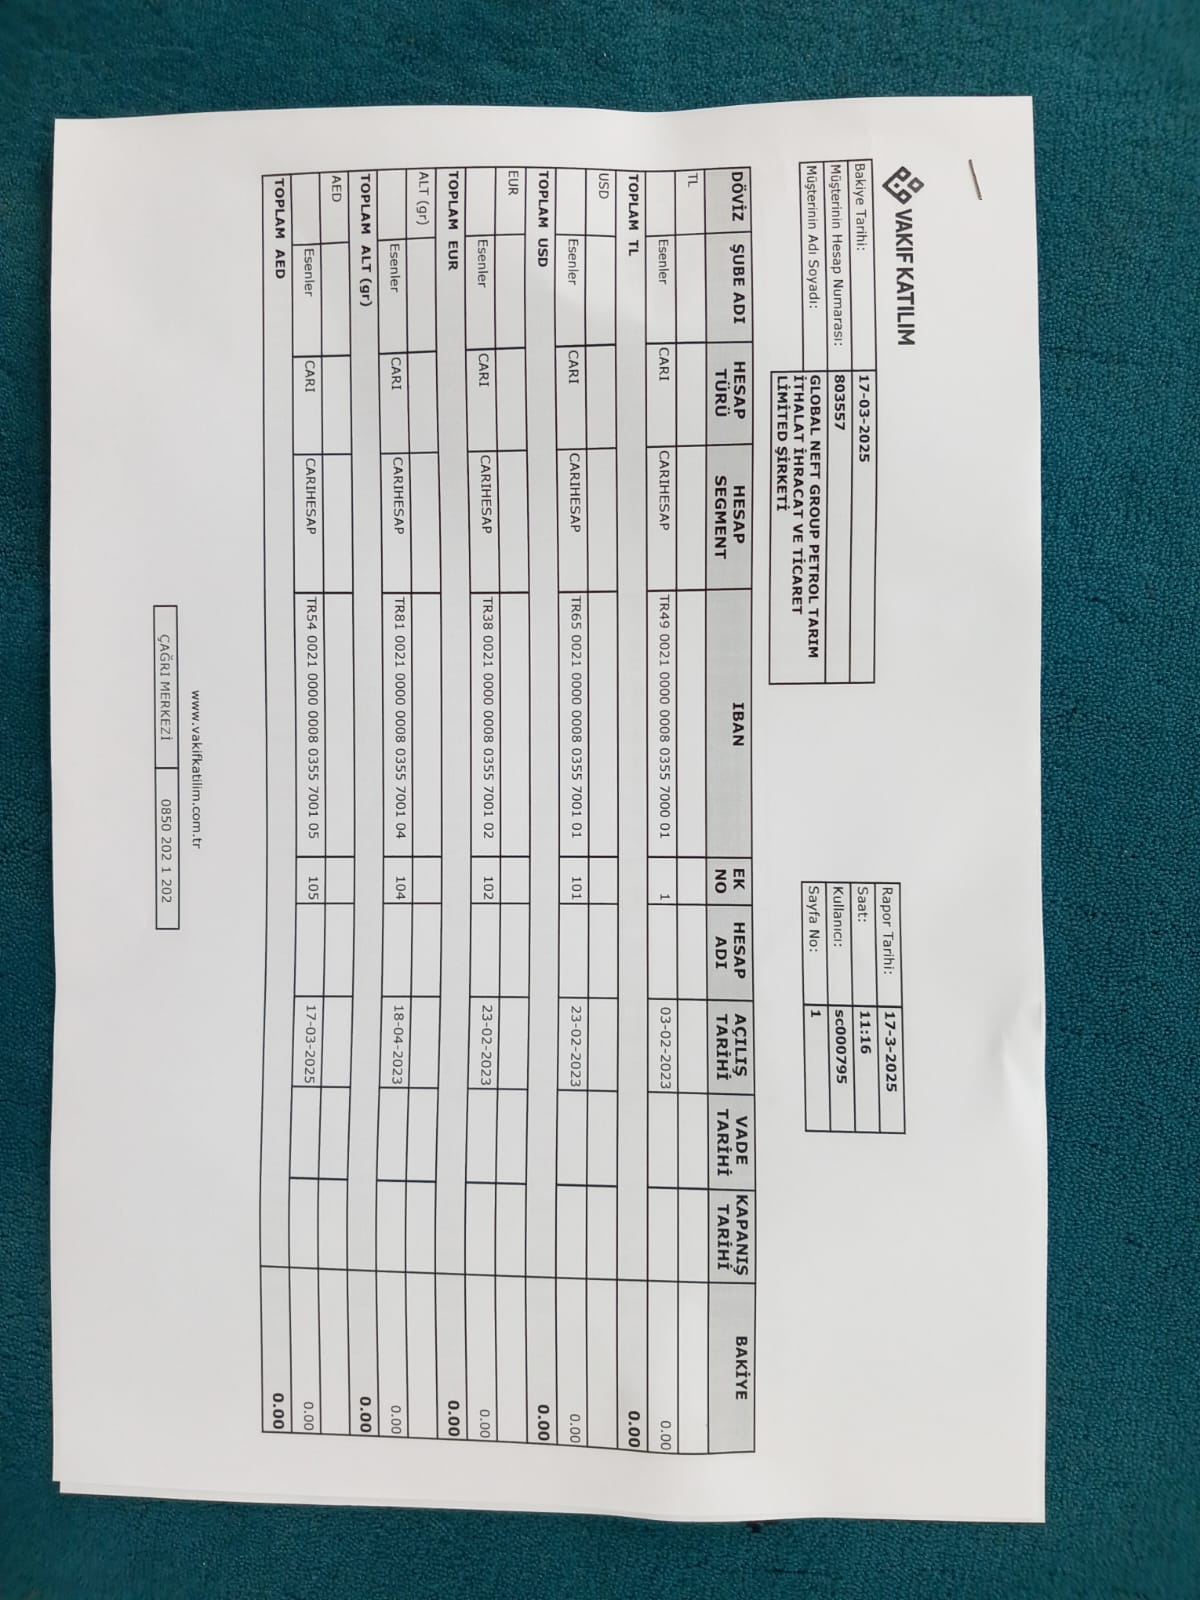 VAKIF KATILIM
Bakiye Tarihi: 17-03-2025
Müşterinin Hesap Numarası: 803557
Müşterinin Adı Soyadı: GLOBAL NEFT GROUP PETROL TARIM
İTHALAT İHRACAT VE TİCARET
LİMİTED ŞİRKETİ
Rapor Tarihi: 17-3-2025
Saat: 11:16
Kullanıcı: sc000795
Sayfa No: 1
DÖVİZ ŞUBE ADI HESAP TÜRÜ HESAP SEGMENT IBAN EK NO HESAP ADI AÇILIŞ TARİHİ VADE TARİHİ KAPANIŞ TARİHİ BAKİYE
TL
Esenler CARI CARIHESAP TR49 0021 0000 0008 0355 7000 01 1 03-02-2023 0.00
TOPLAM TL 0.00
USD
Esenler CARI CARIHESAP TR65 0021 0000 0008 0355 7001 01 101 23-02-2023 0.00
TOPLAM USD 0.00
EUR
Esenler CARI CARIHESAP TR38 0021 0000 0008 0355 7001 02 102 23-02-2023 0.00
TOPLAM EUR 0.00
ALT (gr)
Esenler CARI CARIHESAP TR81 0021 0000 0008 0355 7001 04 104 18-04-2023 0.00
TOPLAM ALT (gr) 0.00
AED
Esenler CARI CARIHESAP TR54 0021 0000 0008 0355 7001 05 105 17-03-2025 0.00
TOPLAM AED 0.00
www.vakifkatilim.com.tr
ÇAĞRI MERKEZİ 0850 202 1 202